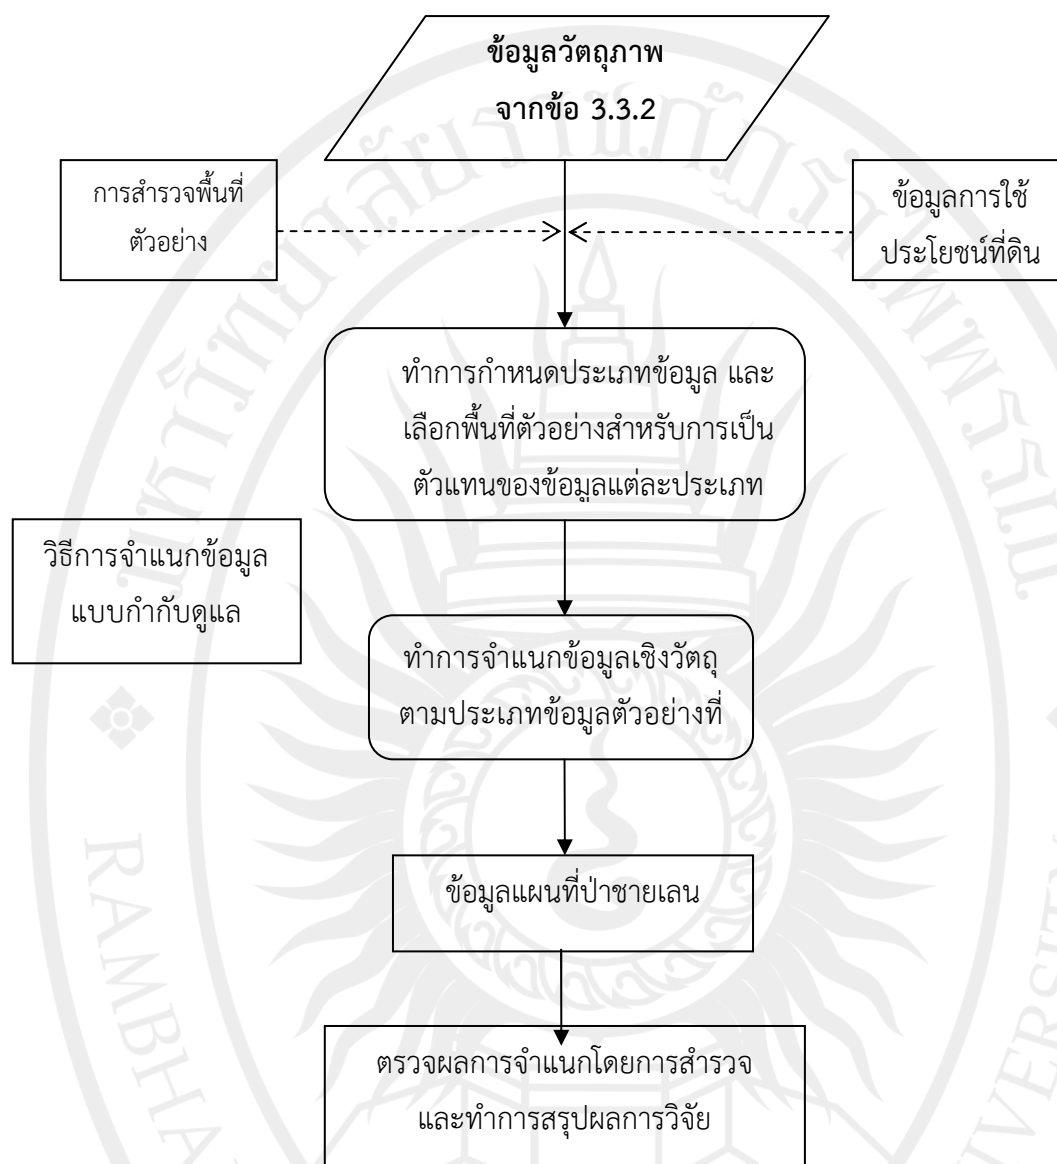 ข้อมูลวัตถุภาพ
จากข้อ 3.3.2
การสำรวจพื้นที่
ตัวอย่าง
ข้อมูลการใช้
ประโยชน์ที่ดิน
ทำการกำหนดประเภทข้อมูล และ
เลือกพื้นที่ตัวอย่างสำหรับการเป็น
ตัวแทนของข้อมูลแต่ละประเภท
วิธีการจำแนกข้อมูล
แบบกำกับดูแล
ทำการจำแนกข้อมูลเชิงวัตถุ
ตามประเภทข้อมูลตัวอย่างที่
ข้อมูลแผนที่ป่าชายเลน
ตรวจผลการจำแนกโดยการสำรวจ
และทำการสรุปผลการวิจัย